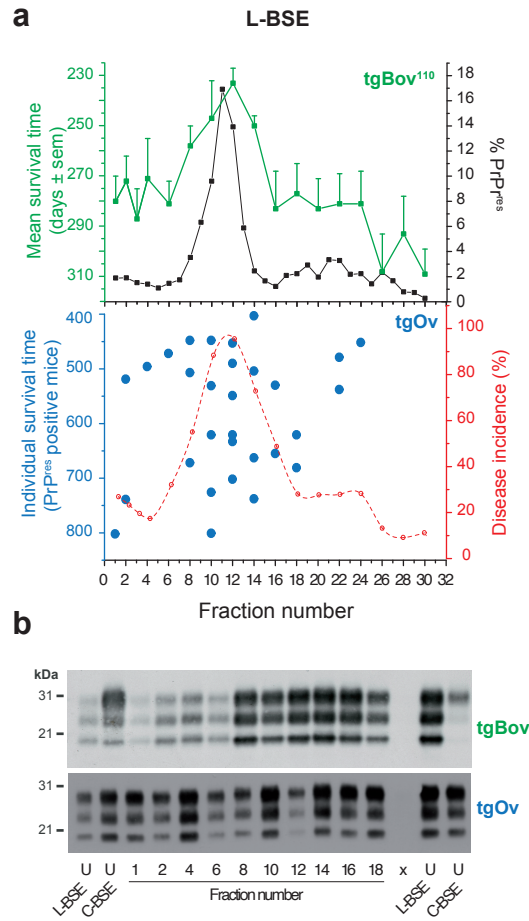 a
L-BSE
tgBov110
Mean survival time
(days ± sem)
230
250
270
290
310
18
16
14
12
10
8
6
4
2
0
% PrPres
tgOv
Individual survival time
(PrPres positive mice)
400
500
600
700
800
100
80
60
40
20
0
Disease incidence (%)
0 2 4 6 8 10 12 14 16 18 20 22 24 26 28 30 32
Fraction number
b
kDa
31
21
tgBov
31
21
tgOv
U U 1 2 4 6 8 10 12 14 16 18 x U U
L-BSE C-BSE Fraction number L-BSE C-BSE